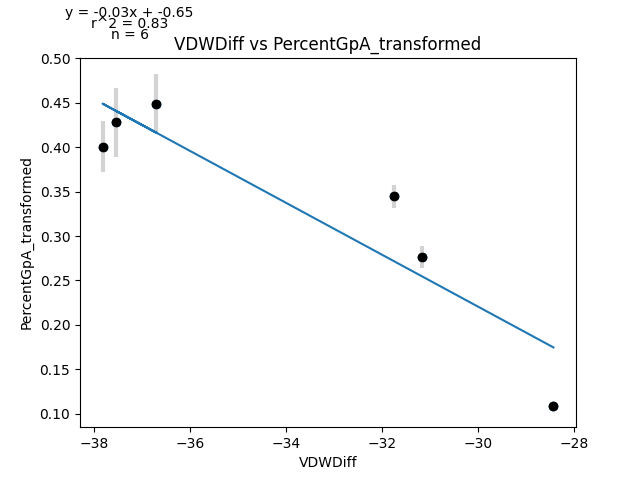 y = -0.03x + -0.65
r^2 = 0.83
n = 6
VDWDiff vs PercentGpA_transformed
0.50
0.45
0.40
0.35
0.30
0.25
0.20
0.15
0.10
PercentGpA_transformed
−38
−36
−34
−32
−30
−28
VDWDiff